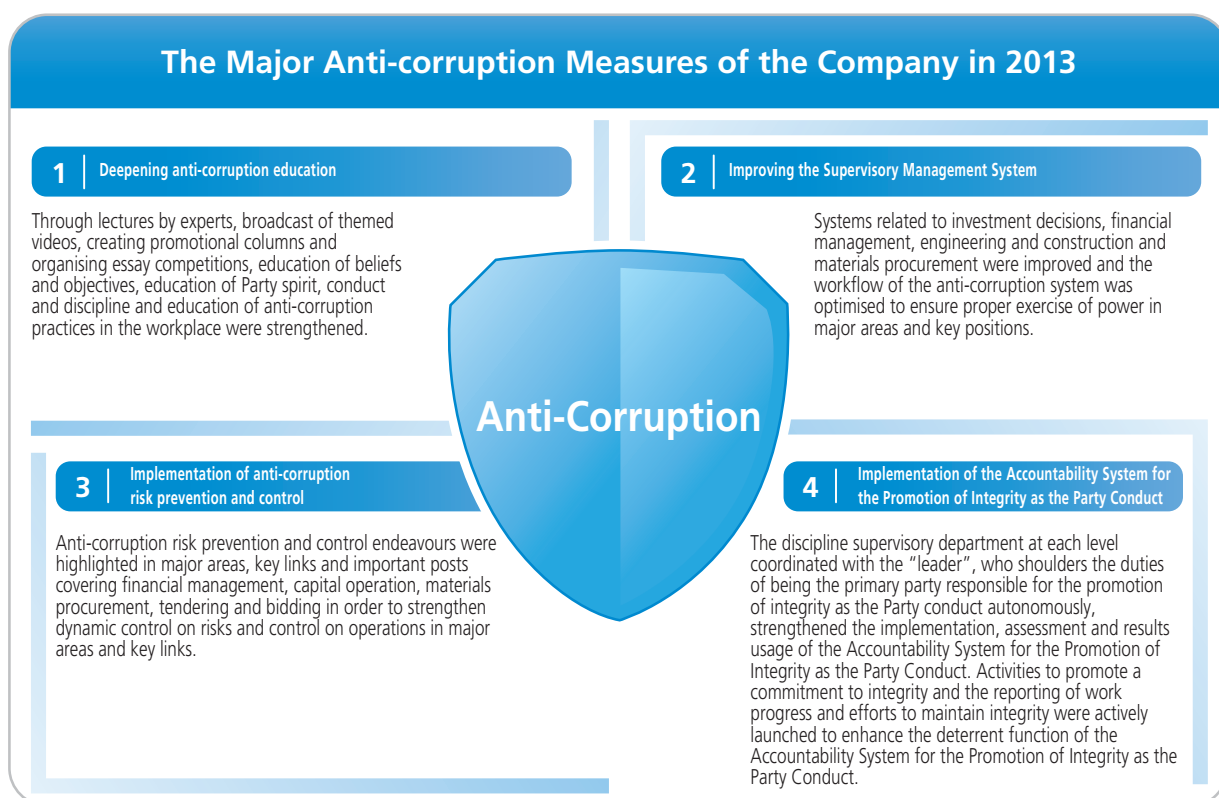 The Major Anti-corruption Measures of the Company in 2013
1
Deepening anti-corruption education
Through lectures by experts, broadcast of themed
videos, creating promotional columns and
organising essay competitions, education of beliefs
and objectives, education of Party spirit, conduct
and discipline and education of anti-corruption
practices in the workplace were strengthened.
2
Improving the Supervisory Management System
Systems related to investment decisions, financial
management, engineering and construction and
materials procurement were improved and the
workflow of the anti-corruption system was
optimised to ensure proper exercise of power in
major areas and key positions.
Anti-Corruption
3
Implementation of anti-corruption
risk prevention and control
Anti-corruption risk prevention and control endeavours were
highlighted in major areas, key links and important posts
covering financial management, capital operation, materials
procurement, tendering and bidding in order to strengthen
dynamic control on risks and control on operations in major
areas and key links.
4
Implementation of the Accountability System for
the Promotion of Integrity as the Party Conduct
The discipline supervisory department at each level
coordinated with the “leader”, who shoulders the duties
of being the primary party responsible for the promotion
of integrity as the Party conduct autonomously,
strengthened the implementation, assessment and results
usage of the Accountability System for the Promotion of
Integrity as the Party Conduct. Activities to promote a
commitment to integrity and the reporting of work
progress and efforts to maintain integrity were actively
launched to enhance the deterrent function of the
Accountability System for the Promotion of Integrity as the
Party Conduct.